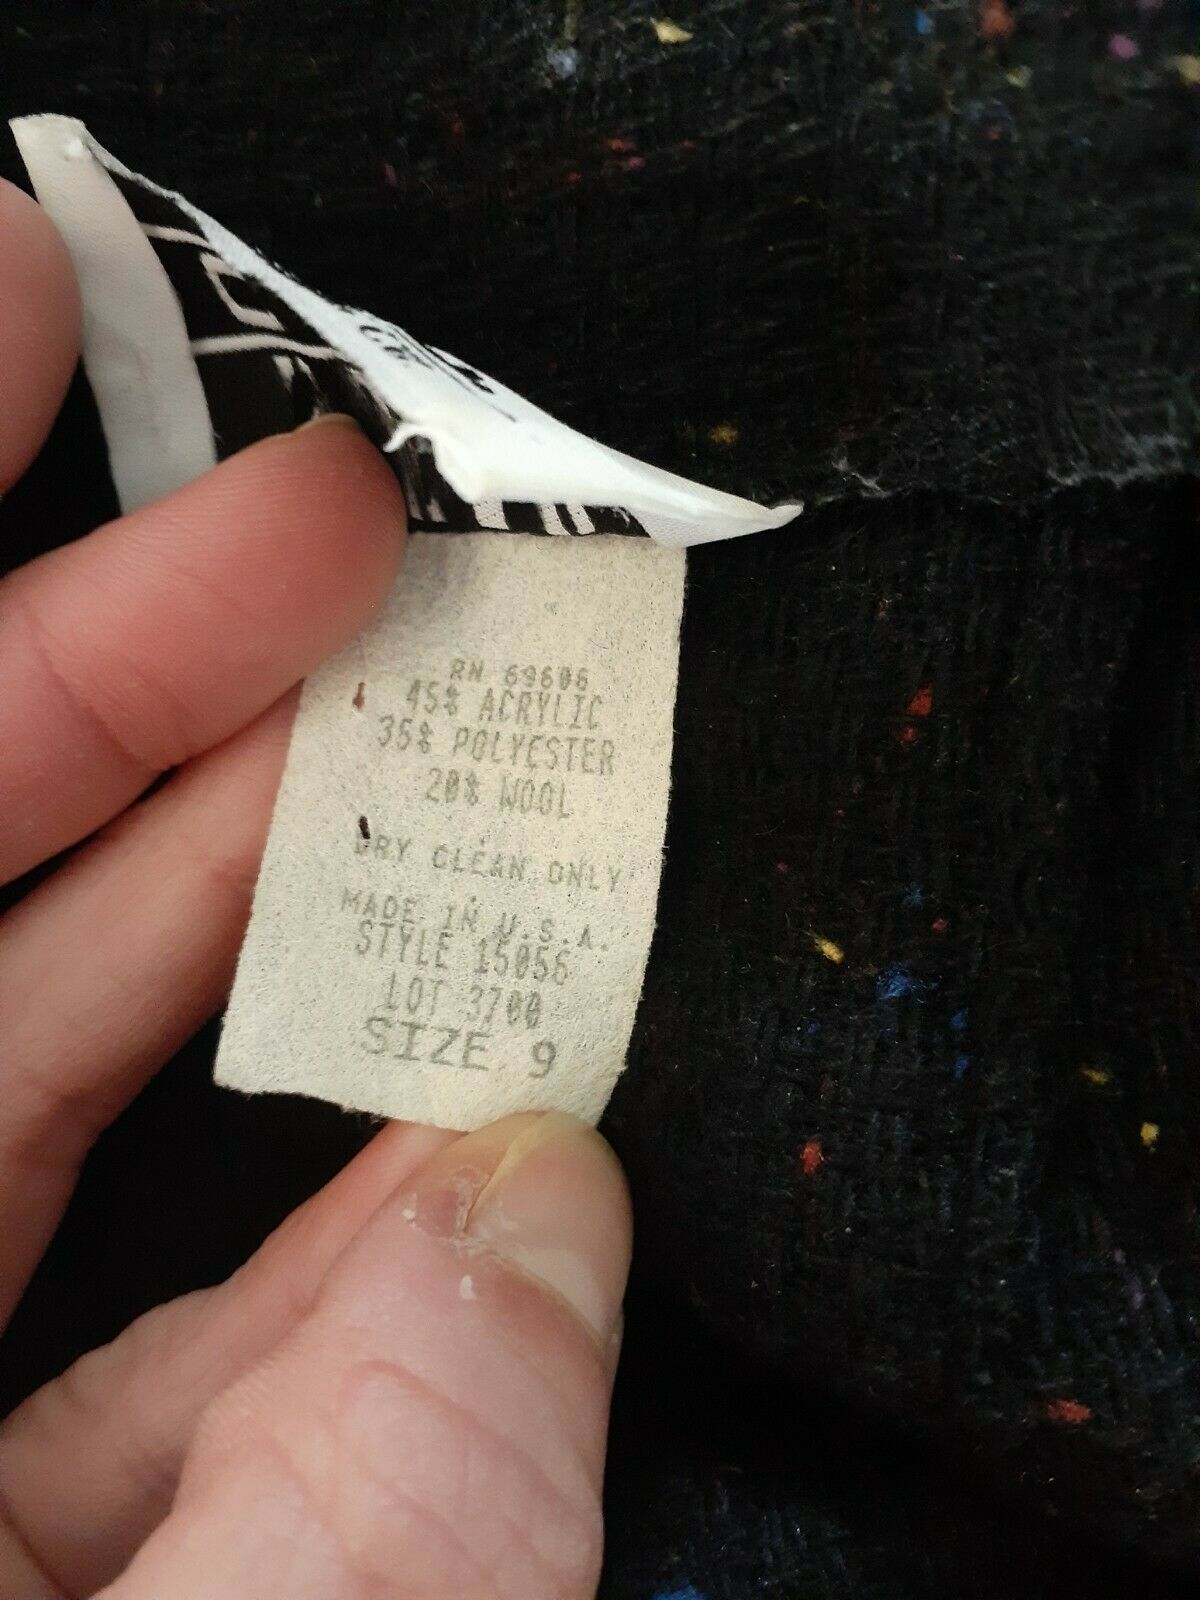 RN 69606
45% ACRYLIC
35% POLYESTER
20% WOOL
DRY CLEAN ONLY
MADE IN U.S.A.
STYLE 15056
LOT 3700
SIZE 9